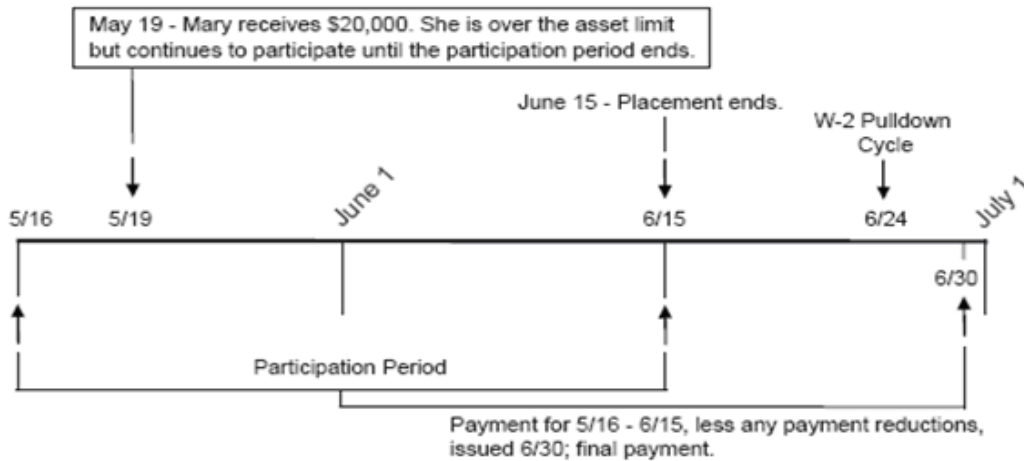 May 19 - Mary receives $20,000. She is over the asset limit
but continues to participate until the participation period ends.
June 15 - Placement ends.
W-2 Pulldown
Cycle
5/16
5/19
June 1
6/15
6/24
July 1
6/30
Participation Period
Payment for 5/16 - 6/15, less any payment reductions,
issued 6/30; final payment.